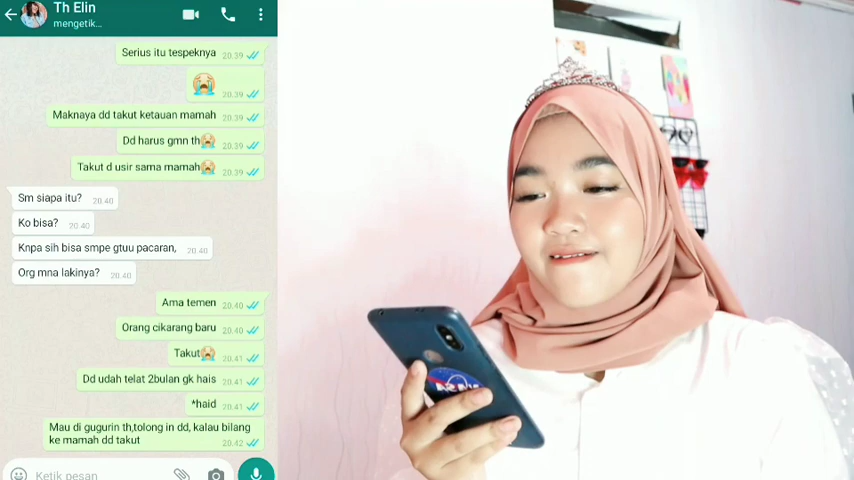 Th Elin
mengetik...
Serius itu tespeknya 20.39
20.39
Maknaya dd takut ketauan mamah 20.39
Dd harus gmn th😭 20.39
Takut d usir sama mamah😭 20.39
Sm siapa itu? 20.40
Ko bisa? 20.40
Knpa sih bisa smpe gtuu pacaran, 20.40
Org mna lakinya? 20.40
Ama temen 20.40
Orang cikarang baru 20.40
Takut😭 20.41
Dd udah telat 2bulan gk hais 20.41
*haid 20.41
Mau di gugurin th,tolong in dd, kalau bilang
ke mamah dd takut 20.42
Ketik pesan
NASA